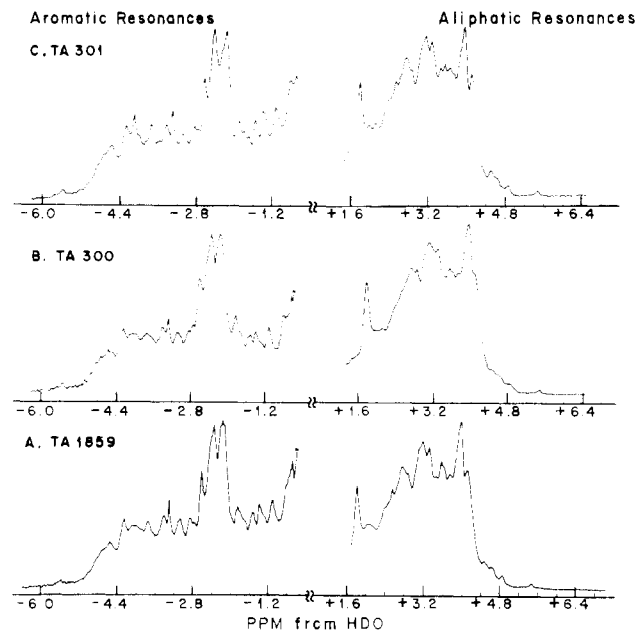 Aromatic Resonances Aliphatic Resonances
C. TA 301
-6.0 -4.4 -2.8 -1.2 +1.6 +3.2 +4.8 +6.4
B. TA 300
-6.0 -4.4 -2.8 -1.2 +1.6 +3.2 +4.8 +6.4
A. TA 1859
-6.0 -4.4 -2.8 -1.2 +1.6 +3.2 +4.8 +6.4
PPM from HDO